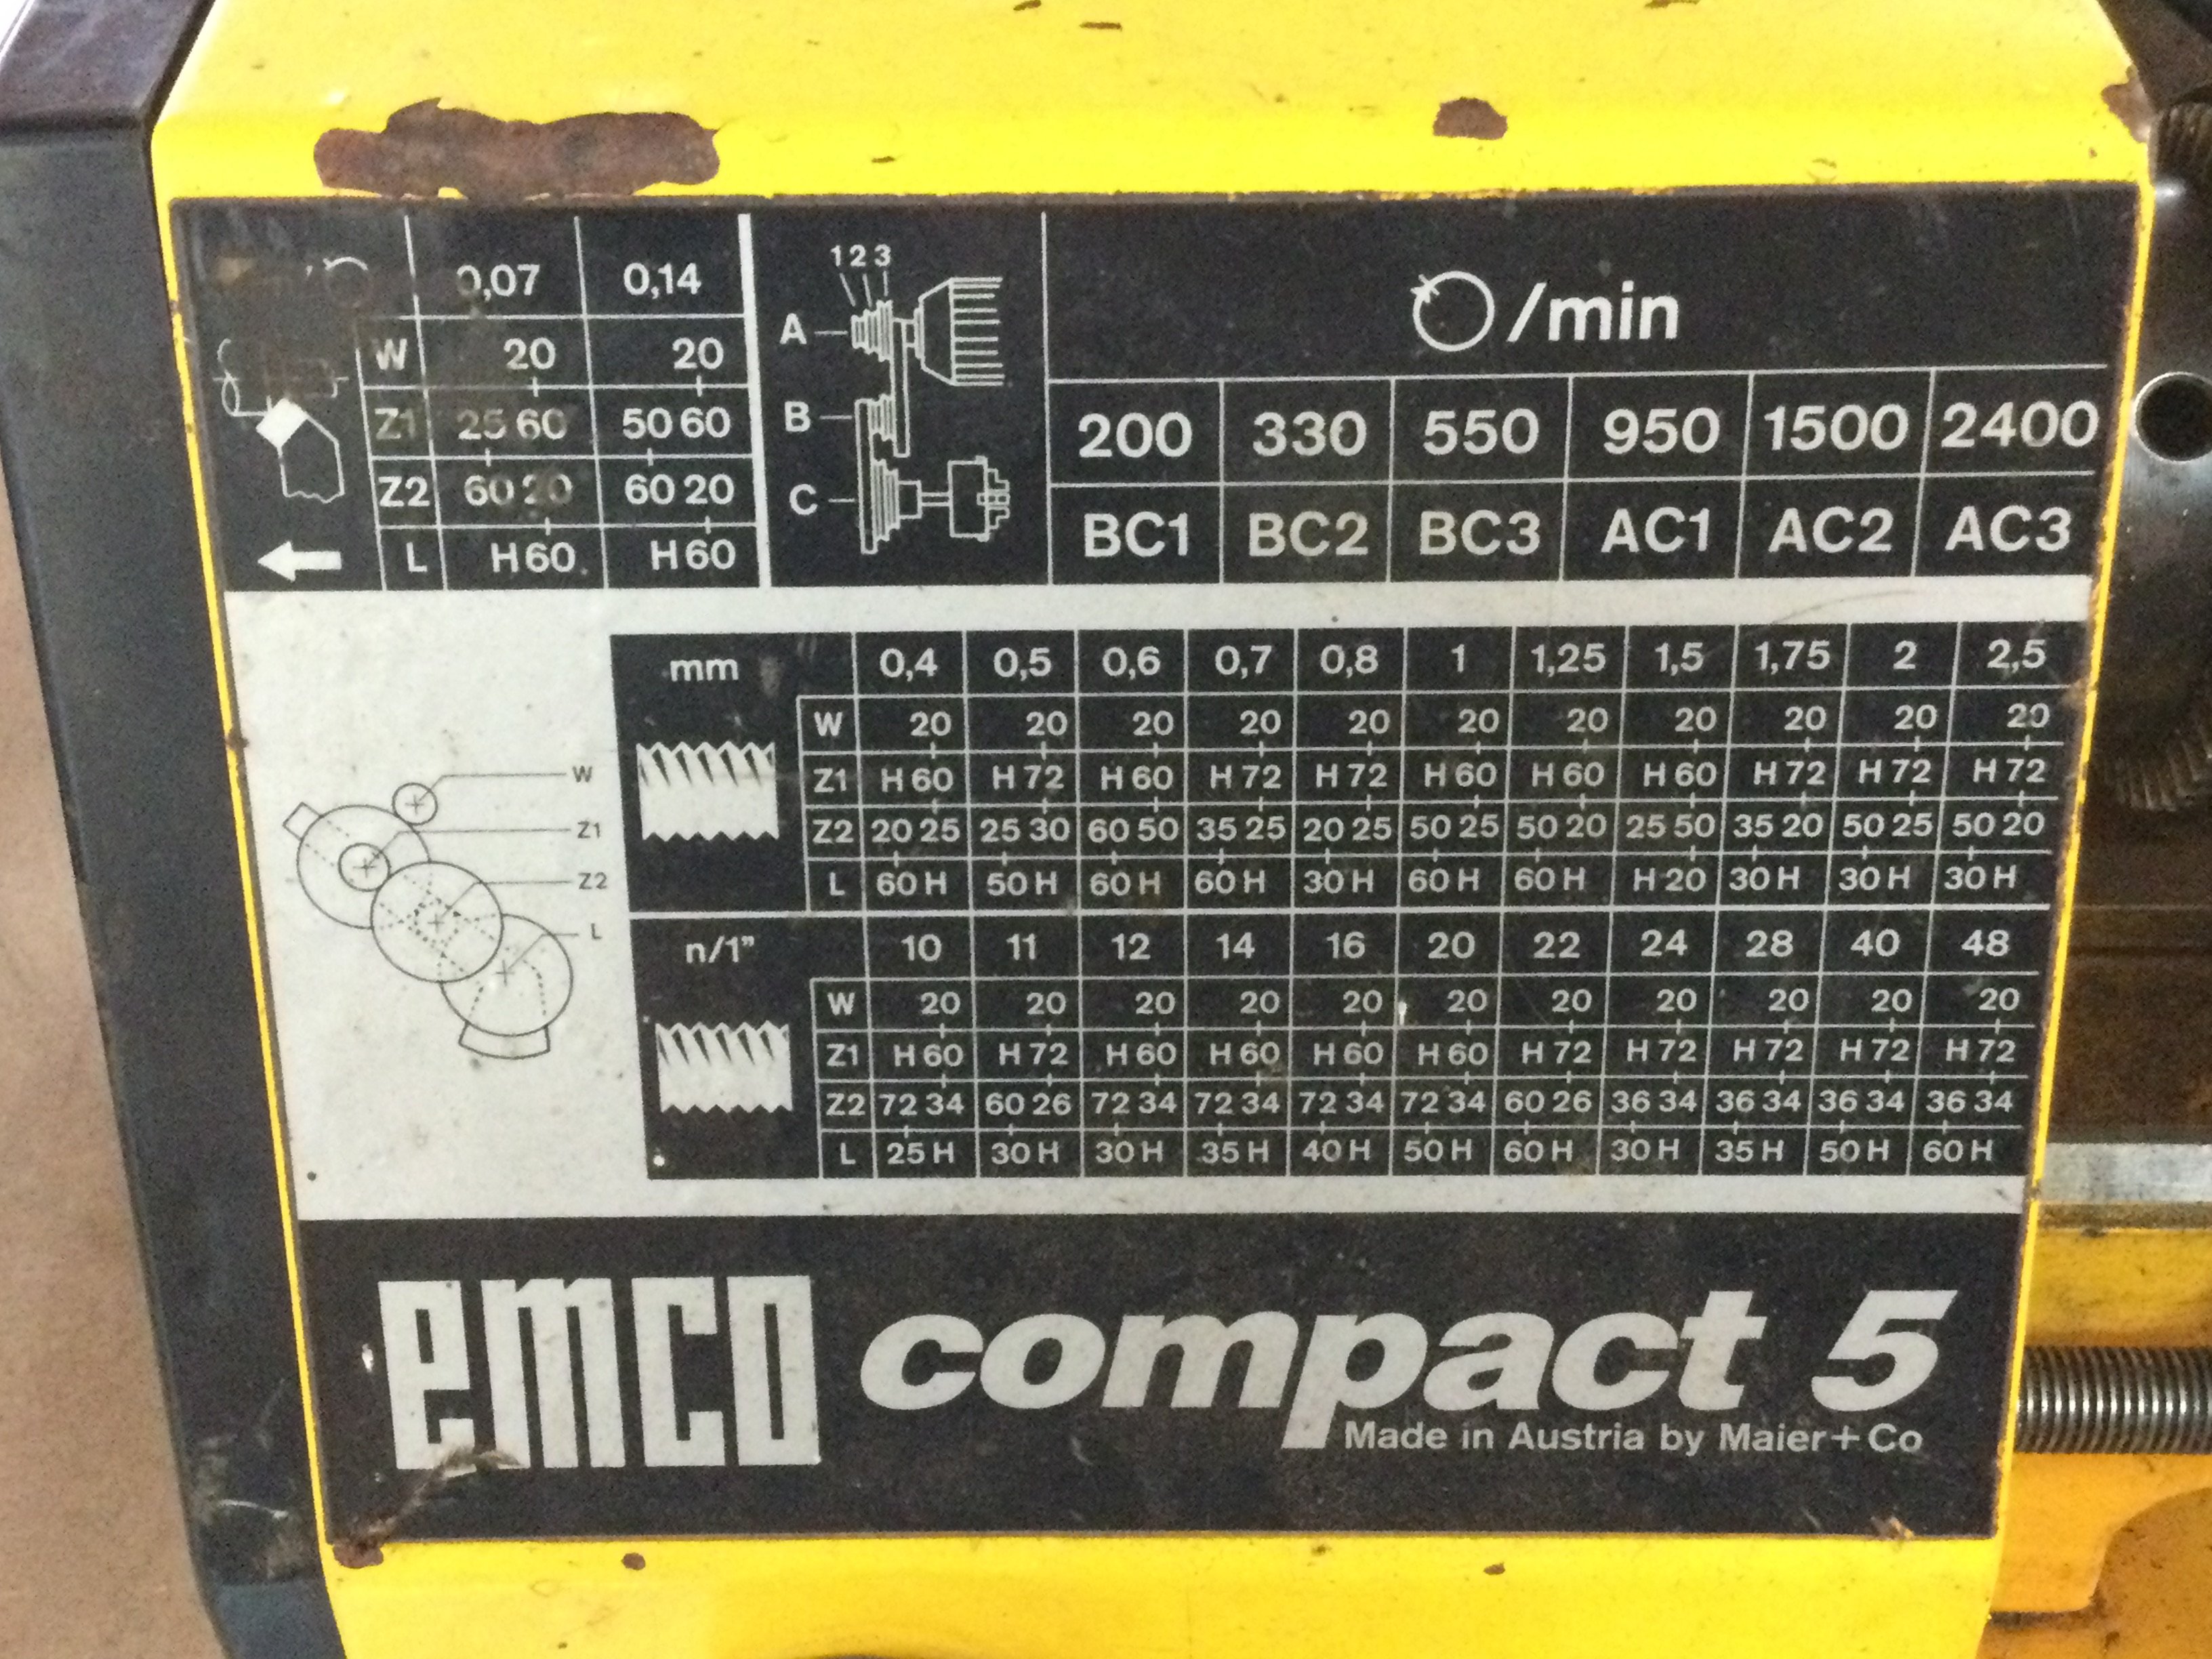 0,07 0,14
W 20 20
Z1 25 60 50 60
Z2 60 20 60 20
L H 60 H 60
1 2 3
A
B
C
/min
200 330 550 950 1500 2400
BC1 BC2 BC3 AC1 AC2 AC3
W
Z1
Z2
L
mm 0,4 0,5 0,6 0,7 0,8 1 1,25 1,5 1,75 2 2,5
W 20 20 20 20 20 20 20 20 20 20 20
Z1 H 60 H 72 H 60 H 72 H 72 H 60 H 60 H 60 H 72 H 72 H 72
Z2 20 25 25 30 60 50 35 25 20 25 50 25 50 20 25 50 35 20 50 25 50 20
L 60 H 50 H 60 H 60 H 30 H 60 H 60 H H 20 30 H 30 H 30 H
n/1" 10 11 12 14 16 20 22 24 28 40 48
W 20 20 20 20 20 20 20 20 20 20 20
Z1 H 60 H 72 H 60 H 60 H 60 H 60 H 72 H 72 H 72 H 72 H 72
Z2 72 34 60 26 72 34 72 34 72 34 72 34 60 26 36 34 36 34 36 34 36 34
L 25 H 30 H 30 H 35 H 40 H 50 H 60 H 30 H 35 H 50 H 60 H
emco compact 5
Made in Austria by Maier+Co